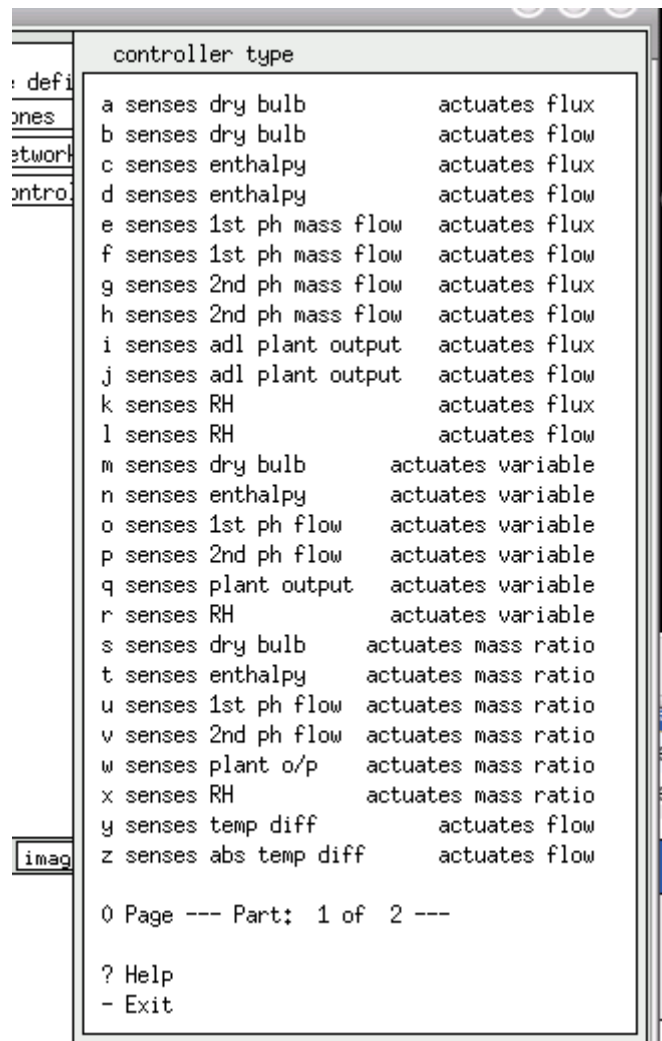 controller type
a senses dry bulb actuates flux
b senses dry bulb actuates flow
c senses enthalpy actuates flux
d senses enthalpy actuates flow
e senses 1st ph mass flow actuates flux
f senses 1st ph mass flow actuates flow
g senses 2nd ph mass flow actuates flux
h senses 2nd ph mass flow actuates flow
i senses adl plant output actuates flux
j senses adl plant output actuates flow
k senses RH actuates flux
l senses RH actuates flow
m senses dry bulb actuates variable
n senses enthalpy actuates variable
o senses 1st ph flow actuates variable
p senses 2nd ph flow actuates variable
q senses plant output actuates variable
r senses RH actuates variable
s senses dry bulb actuates mass ratio
t senses enthalpy actuates mass ratio
u senses 1st ph flow actuates mass ratio
v senses 2nd ph flow actuates mass ratio
w senses plant o/p actuates mass ratio
x senses RH actuates mass ratio
y senses temp diff actuates flow
z senses abs temp diff actuates flow
0 Page --- Part: 1 of 2 ---
? Help
- Exit